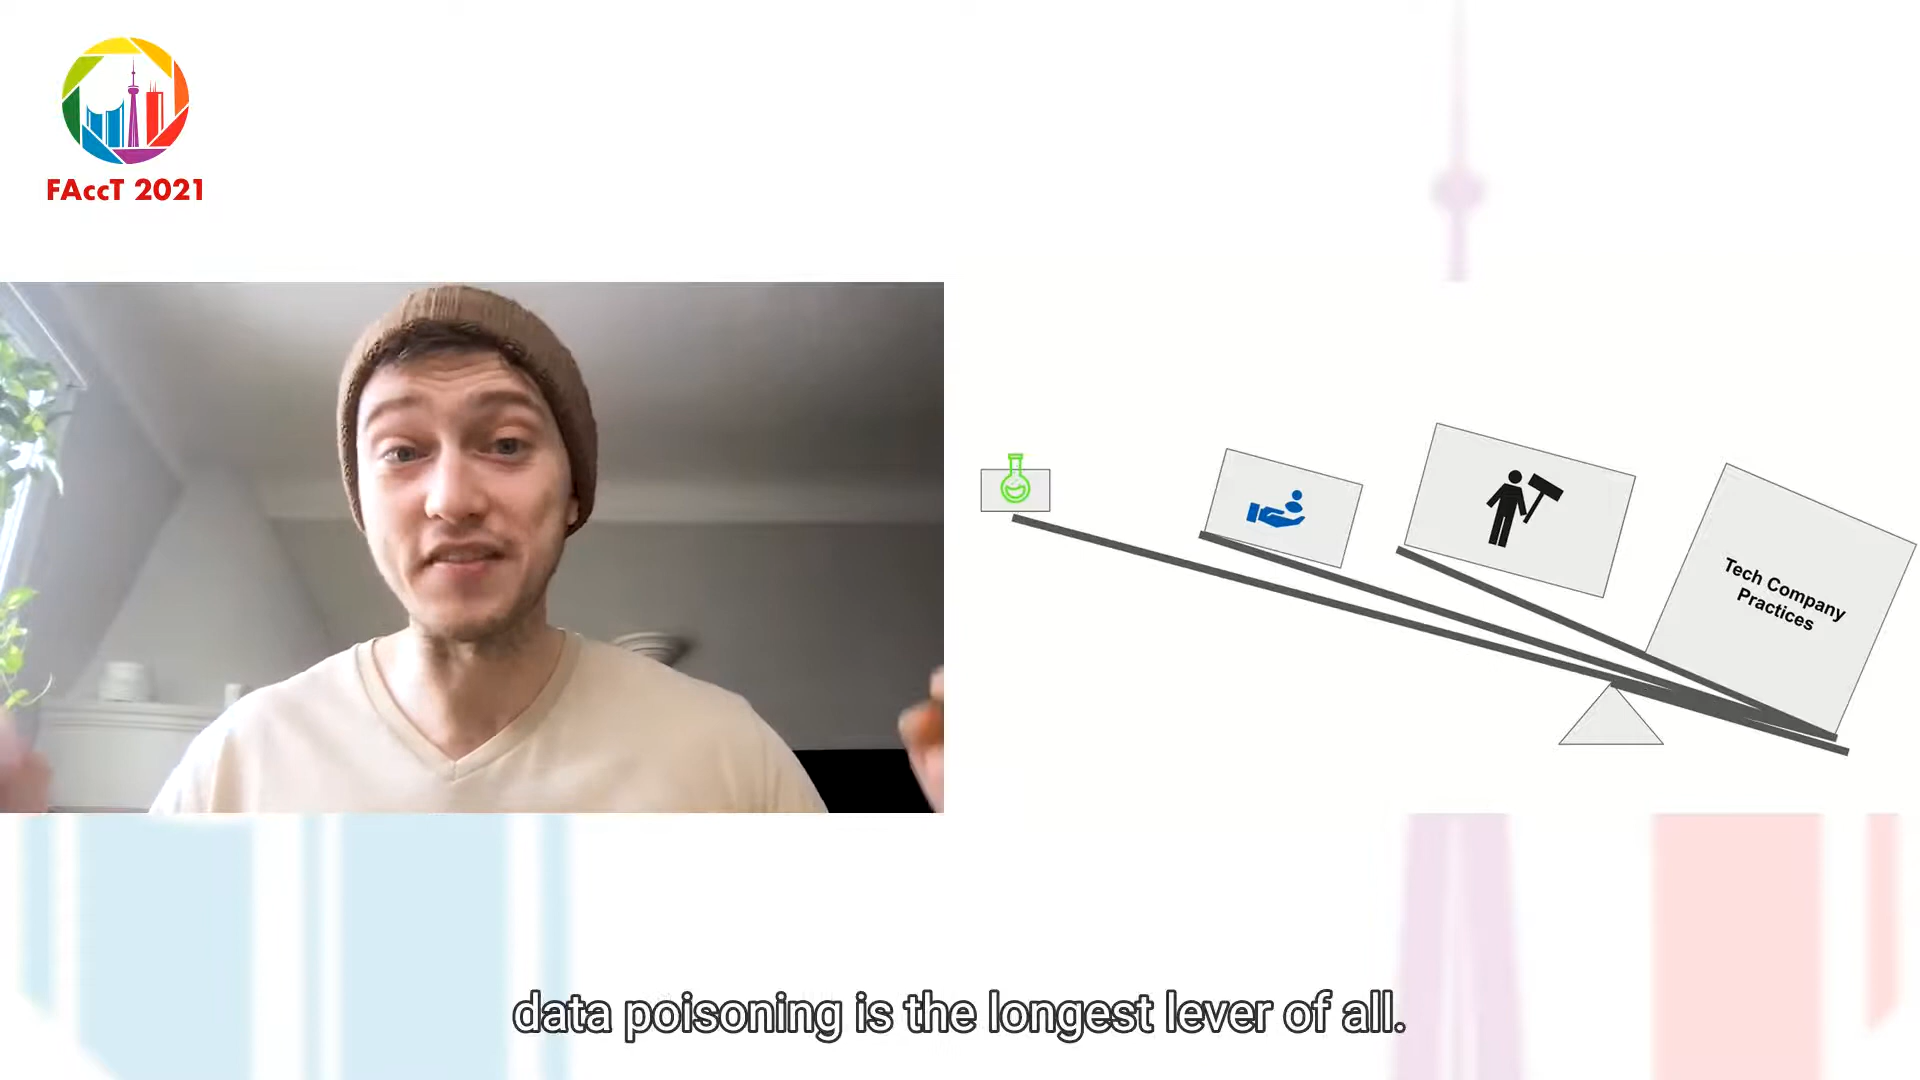 FAccT 2021
Tech Company
Practices
data poisoning is the longest lever of all.